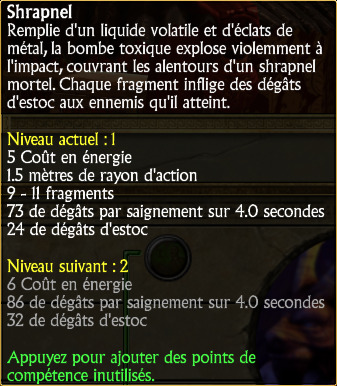 Shrapnel
Remplie d'un liquide volatile et d'éclats de
métal, la bombe toxique explose violemment à
l'impact, couvrant les alentours d'un shrapnel
mortel. Chaque fragment inflige des dégâts
d'estoc aux ennemis qu'il atteint.
Niveau actuel : 1
5 Coût en énergie
1.5 mètres de rayon d'action
9 - 11 fragments
73 de dégâts par saignement sur 4.0 secondes
24 de dégâts d'estoc
Niveau suivant : 2
6 Coût en énergie
86 de dégâts par saignement sur 4.0 secondes
32 de dégâts d'estoc
Appuyez pour ajouter des points de
compétence inutilisés.